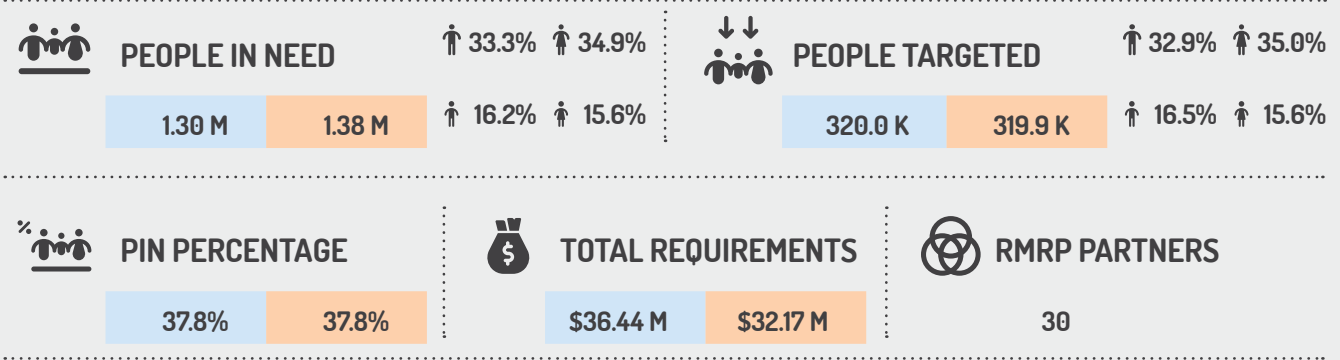 33.3% 34.9%
PEOPLE IN NEED
16.2% 15.6%
1.30 M 1.38 M
32.9% 35.0%
PEOPLE TARGETED
16.5% 15.6%
320.0 K 319.9 K
%
PIN PERCENTAGE
37.8% 37.8%
$
TOTAL REQUIREMENTS
$36.44 M $32.17 M
RMRP PARTNERS
30